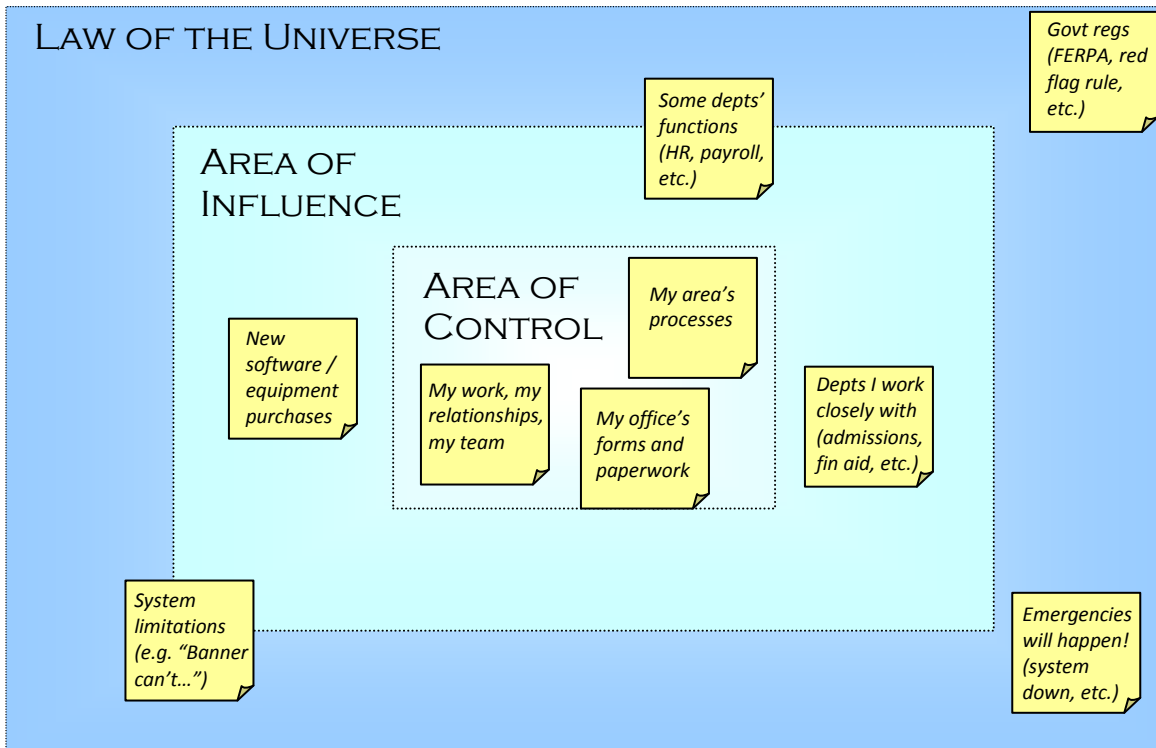 LAW OF THE UNIVERSE
Govt regs
(FERPA, red
flag rule,
etc.)
Some depts’
functions
(HR, payroll,
etc.)
AREA OF
INFLUENCE
AREA OF
CONTROL
My area’s
processes
New
software /
equipment
purchases
My work, my
relationships,
my team
My office’s
forms and
paperwork
Depts I work
closely with
(admissions,
fin aid, etc.)
System
limitations
(e.g. “Banner
can’t…”)
Emergencies
will happen!
(system
down, etc.)